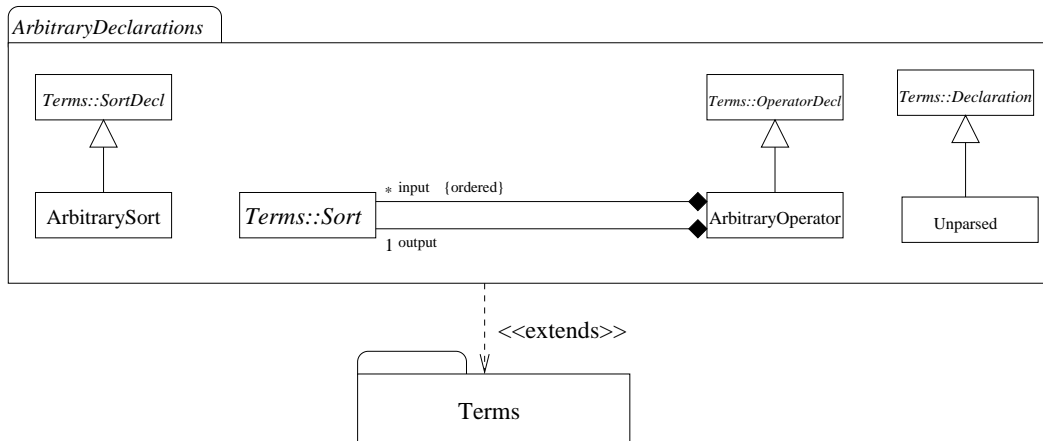 ArbitraryDeclarations
Terms::SortDecl
Terms::OperatorDecl
Terms::Declaration
* input {ordered}
ArbitrarySort
Terms::Sort
ArbitraryOperator
Unparsed
1 output
<<extends>>
Terms